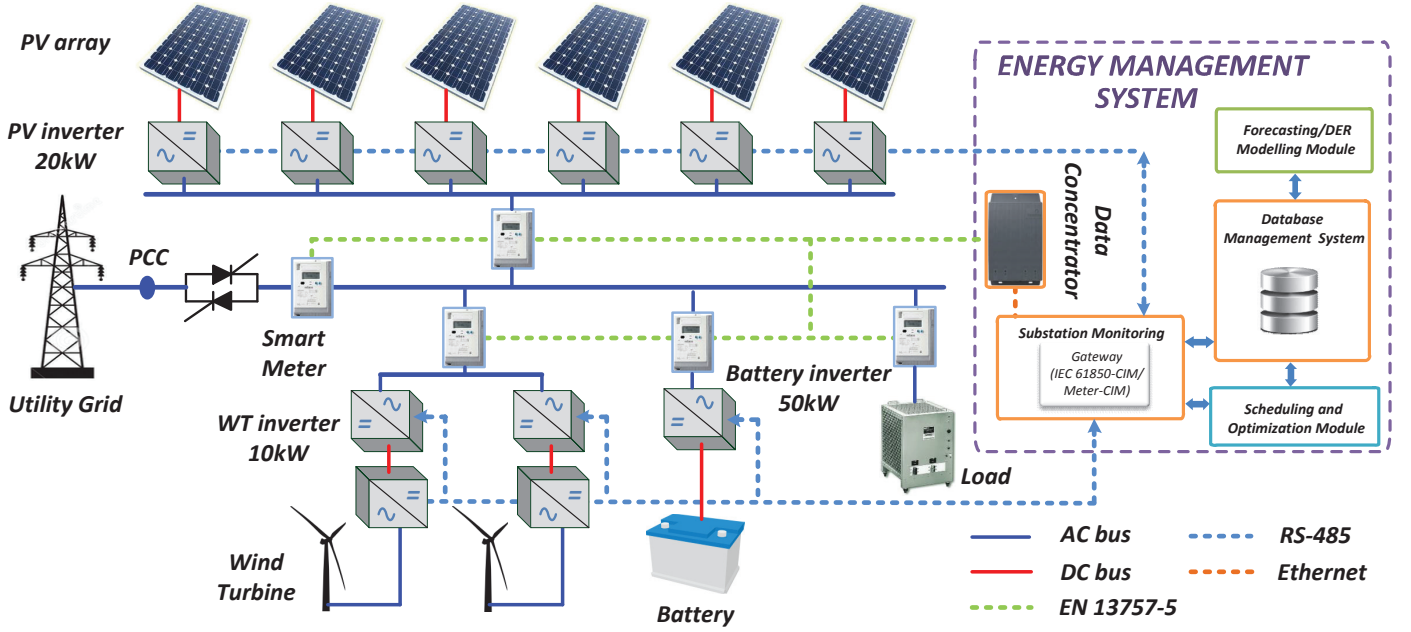 PV array
PV inverter
20kW
ENERGY MANAGEMENT
SYSTEM
Forecasting/DER
Modelling Module
Data
Concentrator
Database
Management System
PCC
Smart
Meter
Substation Monitoring
Gateway
(IEC 61850-CIM/
Meter-CIM)
Utility Grid
Battery inverter
50kW
WT inverter
10kW
Scheduling and
Optimization Module
Load
Wind
Turbine
Battery
AC bus
RS-485
DC bus
Ethernet
EN 13757-5